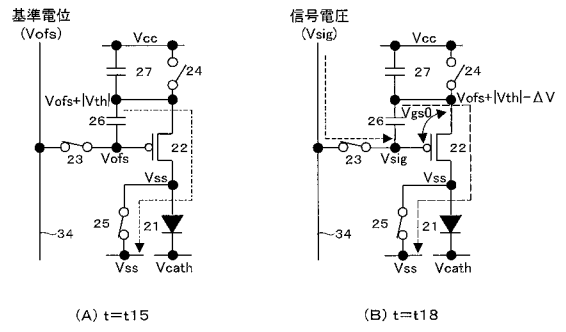 基準電位
(Vofs)
Vcc
27
24
Vofs+|Vth|
26
23
Vofs
22
Vss
25
21
34
Vss
Vcath
(A) t=t15
信号電圧
(Vsig)
Vcc
27
24
Vofs+|Vth|−ΔV
26
Vgs0
23
Vsig
22
Vss
25
21
34
Vss
Vcath
(B) t=t18